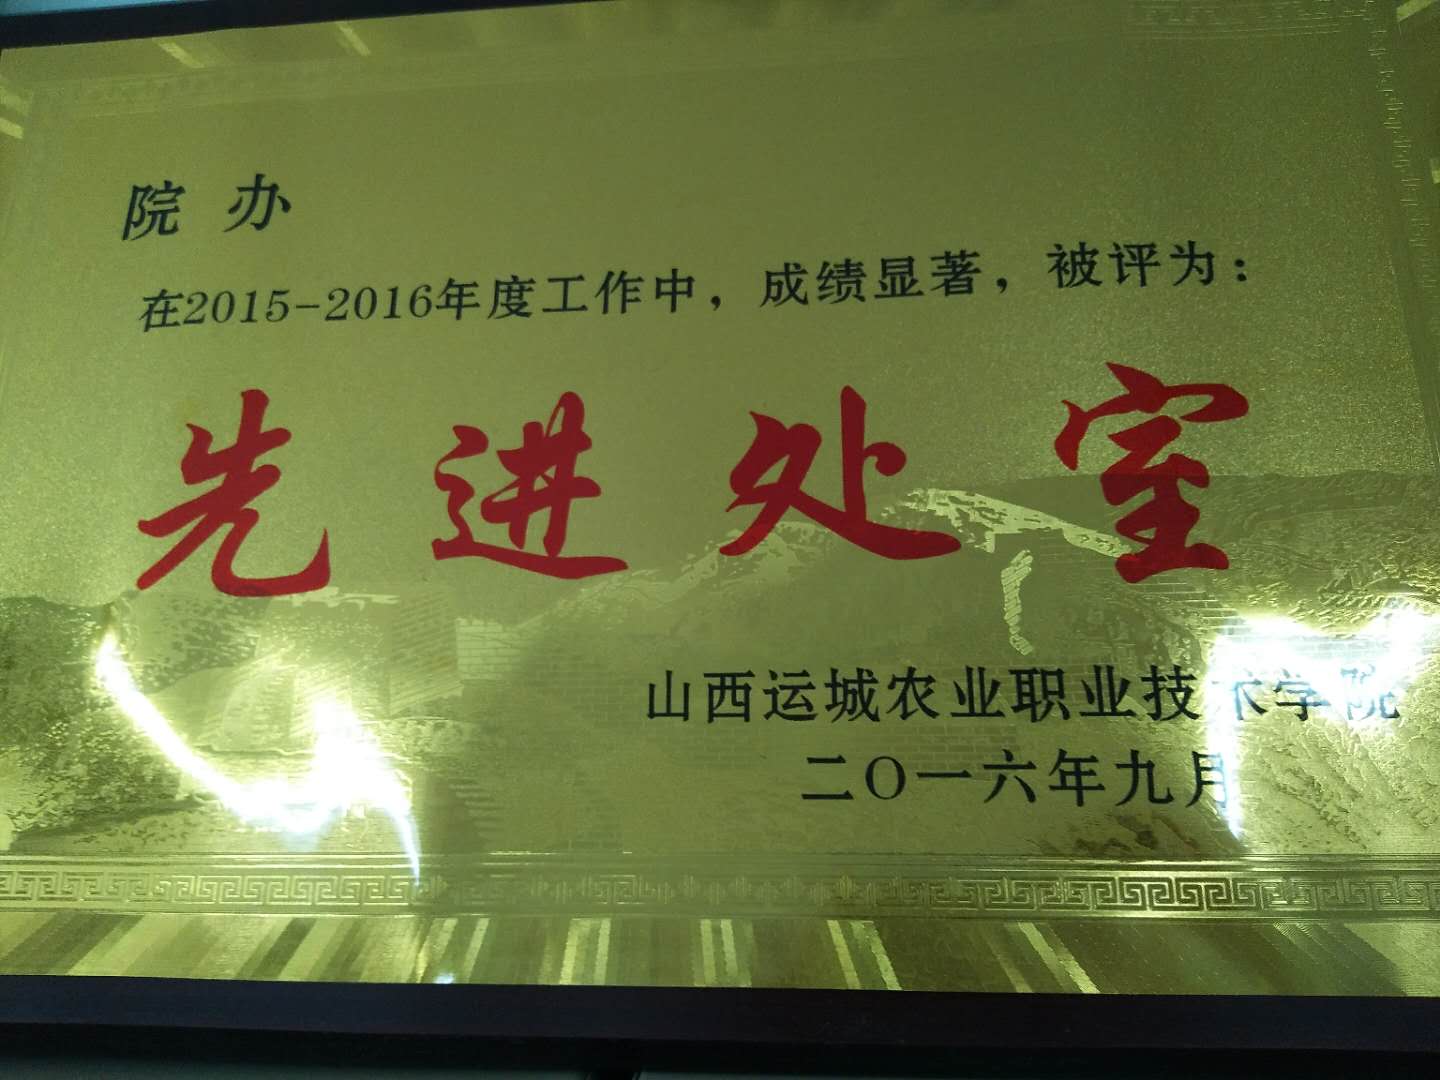 院 办
在2015-2016年度工作中，成绩显著，被评为：
先进处室
山西运城农业职业技术学院
二〇一六年九月